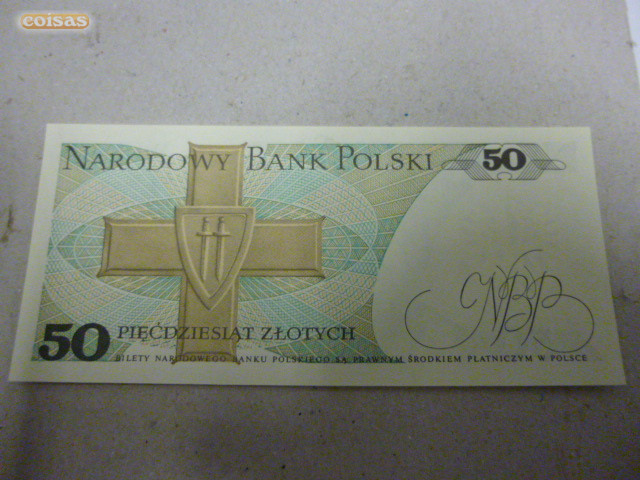 coisas
NARODOWY BANK POLSKI
50
NBP
50
PIĘĆDZIESIĄT ZŁOTYCH
BILETY NARODOWEGO BANKU POLSKIEGO SĄ PRAWNYM ŚRODKIEM PŁATNICZYM W POLSCE